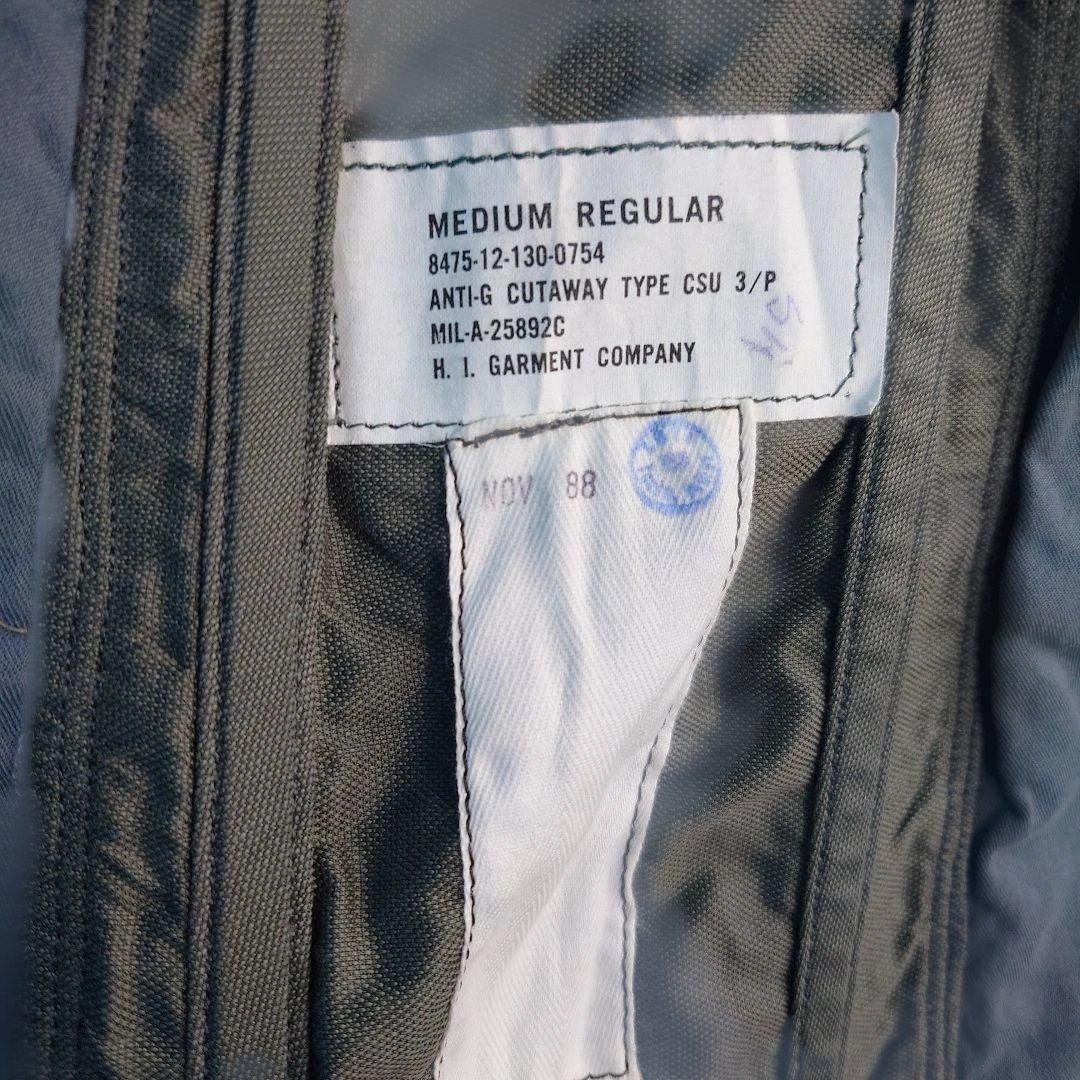 MEDIUM REGULAR
8475-12-130-0754
ANTI-G CUTAWAY TYPE CSU 3/P
MIL-A-25892C
H. I. GARMENT COMPANY
NOV 88